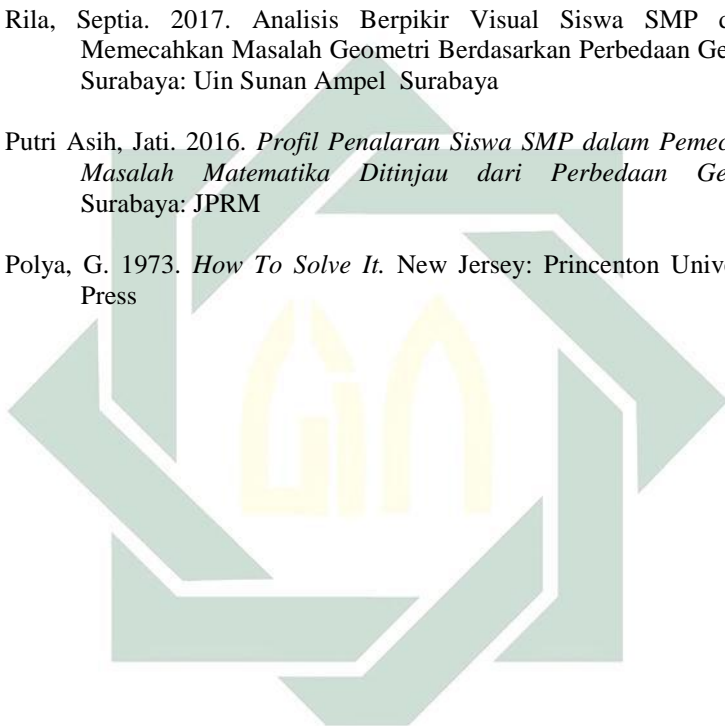 Rila, Septia. 2017. Analisis Berpikir Visual Siswa SMP d
Memecahkan Masalah Geometri Berdasarkan Perbedaan Ge
Surabaya: Uin Sunan Ampel Surabaya
Putri Asih, Jati. 2016. Profil Penalaran Siswa SMP dalam Pemec
Masalah Matematika Ditinjau dari Perbedaan Ge
Surabaya: JPRM
Polya, G. 1973. How To Solve It. New Jersey: Princenton Unive
Press